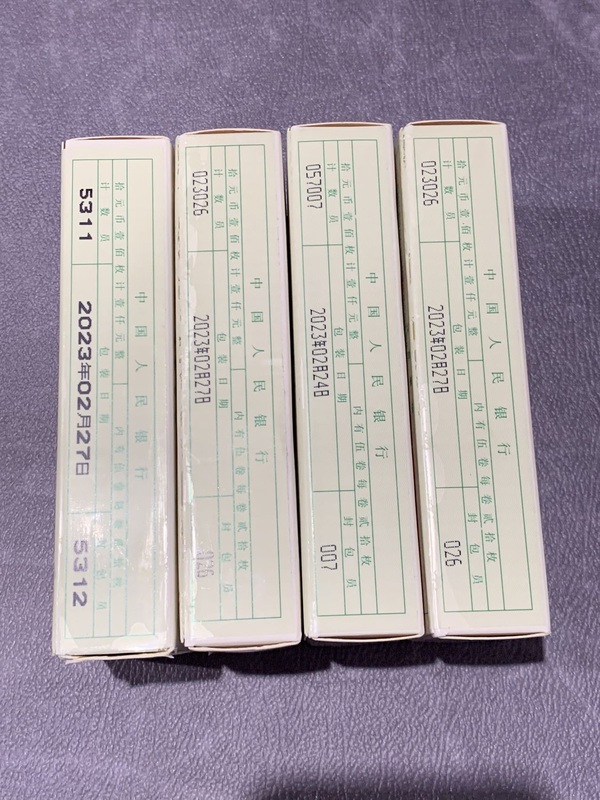 中国人民银行
拾元币壹佰枚计壹仟元整 内有伍卷每卷贰拾枚
计数员 包装日期 封包员
5311 2023年02月27日 5312
中国人民银行
拾元币壹佰枚计壹仟元整 内有伍卷每卷贰拾枚
计数员 包装日期 封包员
023026 2023年02月27日 026
中国人民银行
拾元币壹佰枚计壹仟元整 内有伍卷每卷贰拾枚
计数员 包装日期 封包员
057007 2023年02月24日 007
中国人民银行
拾元币壹佰枚计壹仟元整 内有伍卷每卷贰拾枚
计数员 包装日期 封包员
023026 2023年02月27日 026